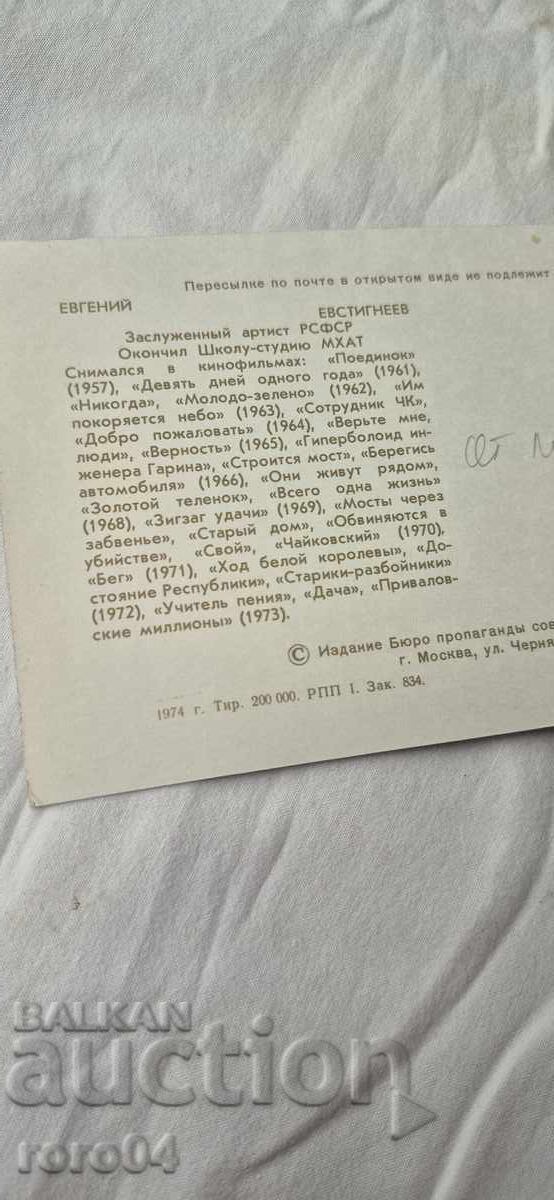 Пересылке по почте в открытом виде не подлежит
ЕВГЕНИЙ ЕВСТИГНЕЕВ
Заслуженный артист РСФСР
Окончил Школу-студию МХАТ
Снимался в кинофильмах: «Поединок»
(1957), «Девять дней одного года» (1961),
«Никогда», «Молодо-зелено» (1962), «Им
покоряется небо» (1963), «Сотрудник ЧК»,
«Добро пожаловать» (1964), «Верьте мне,
люди», «Верность» (1965), «Гиперболоид ин-
женера Гарина», «Строится мост», «Берегись
автомобиля» (1966), «Они живут рядом»,
«Золотой теленок», «Всего одна жизнь»
(1968), «Зигзаг удачи» (1969), «Мосты через
забвенье», «Старый дом», «Обвиняются в
убийстве», «Свой», «Чайковский» (1970),
«Бег» (1971), «Ход белой королевы», «До-
стояние Республики», «Старики-разбойники»
(1972), «Учитель пения», «Дача», «Привалов-
ские миллионы» (1973).
© Издание Бюро пропаганды сов
г. Москва, ул. Черня
1974 г. Тир. 200 000. РПП 1. Зак. 834.
BALKAN
auction
roro04